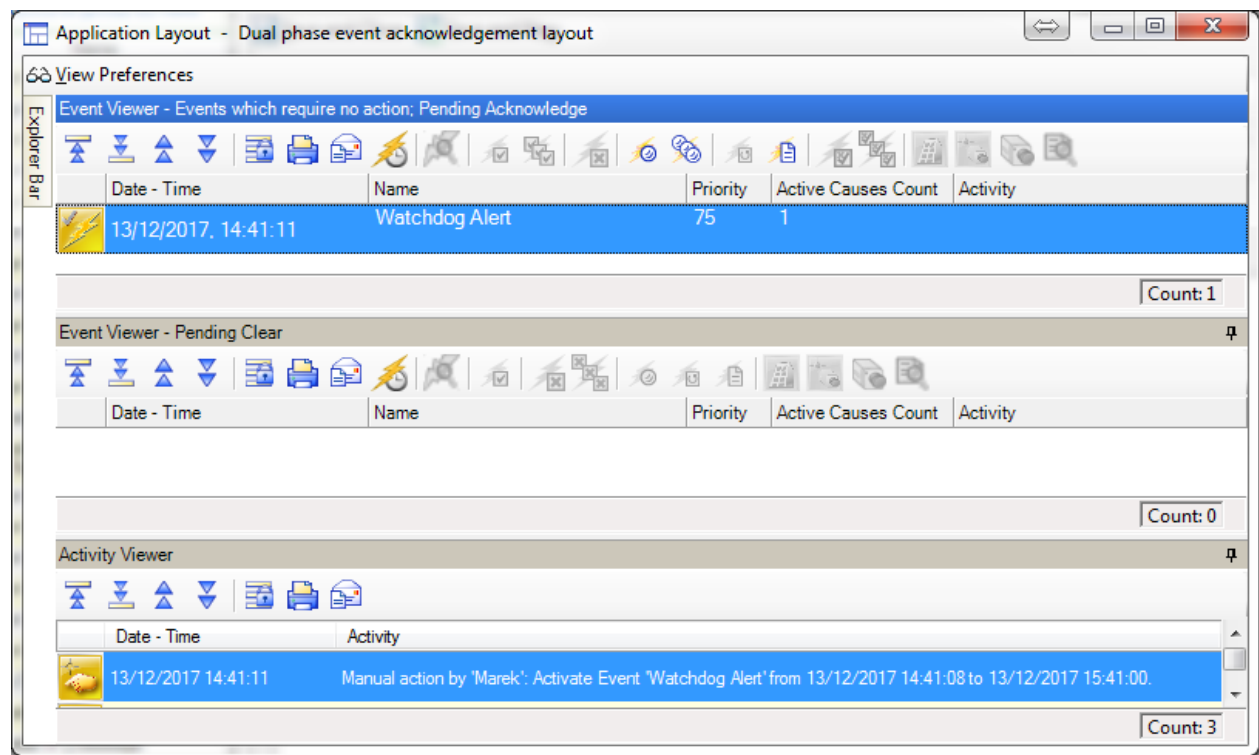 Application Layout - Dual phase event acknowledgement layout
View Preferences
Explorer Bar
Event Viewer - Events which require no action; Pending Acknowledge
Date - Time Name Priority Active Causes Count Activity
13/12/2017, 14:41:11 Watchdog Alert 75 1
Count: 1
Event Viewer - Pending Clear
Date - Time Name Priority Active Causes Count Activity
Count: 0
Activity Viewer
Date - Time Activity
13/12/2017 14:41:11 Manual action by 'Marek': Activate Event 'Watchdog Alert' from 13/12/2017 14:41:08 to 13/12/2017 15:41:00.
Count: 3